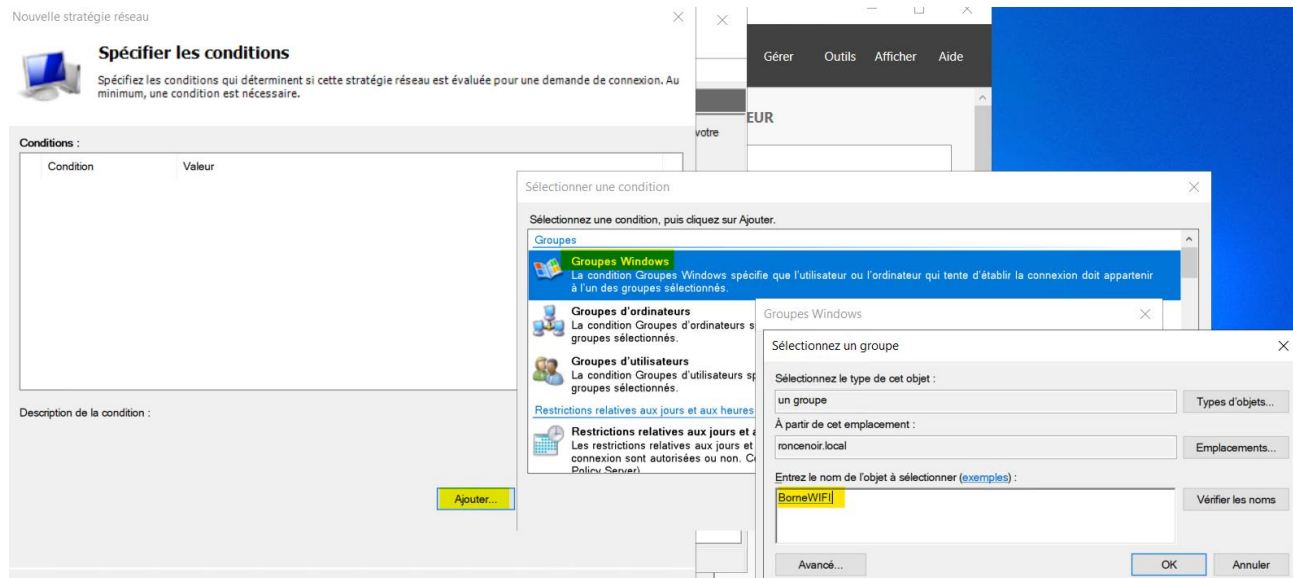 Nouvelle stratégie réseau
Spécifier les conditions
Spécifiez les conditions qui déterminent si cette stratégie réseau est évaluée pour une demande de connexion. Au
minimum, une condition est nécessaire.
Conditions :
Condition Valeur
Description de la condition :
Ajouter...
votre
Gérer Outils Afficher Aide
EUR
Sélectionner une condition
Sélectionnez une condition, puis cliquez sur Ajouter.
Groupes
Groupes Windows
La condition Groupes Windows spécifie que l'utilisateur ou l'ordinateur qui tente d'établir la connexion doit appartenir
à l'un des groupes sélectionnés.
Groupes d'ordinateurs
La condition Groupes d'ordinateurs s
groupes sélectionnés.
Groupes d'utilisateurs
La condition Groupes d'utilisateurs sp
groupes sélectionnés.
Restrictions relatives aux jours et aux heures
Restrictions relatives aux jours et a
Les restrictions relatives aux jours et
connexion sont autorisées ou non. C
Policy Server)
Groupes Windows
Sélectionnez un groupe
Sélectionnez le type de cet objet :
un groupe
Types d'objets...
À partir de cet emplacement :
roncenoir.local
Emplacements...
Entrez le nom de l'objet à sélectionner (exemples) :
BorneWIFI
Vérifier les noms
Avancé... OK Annuler